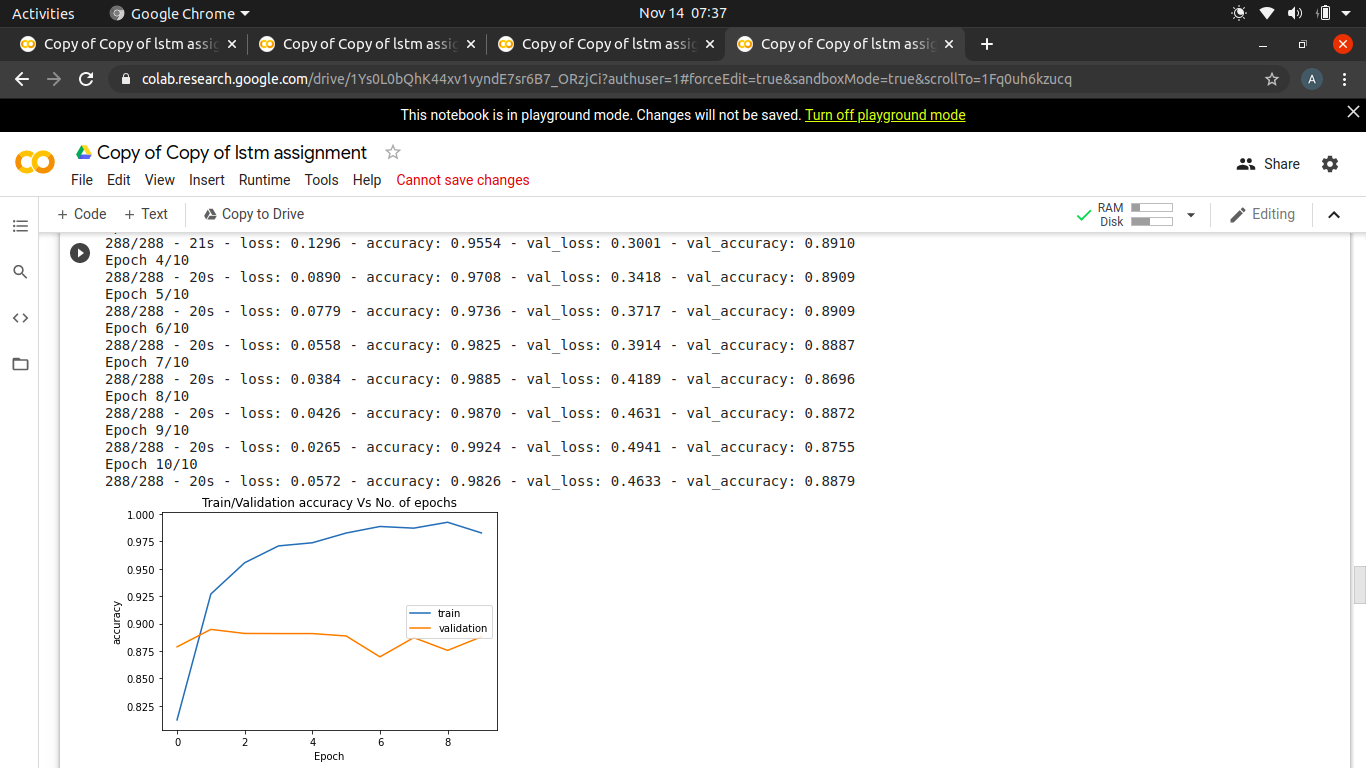 Activities Google Chrome Nov 14 07:37
Copy of Copy of lstm assig Copy of Copy of lstm assig Copy of Copy of lstm assig Copy of Copy of lstm assig
colab.research.google.com/drive/1Ys0L0bQhK44xv1vyndE7sr6B7_ORzjCi?authuser=1#forceEdit=true&sandboxMode=true&scrollTo=1Fq0uh6kzucq A
This notebook is in playground mode. Changes will not be saved. Turn off playground mode
Copy of Copy of lstm assignment
Share
File Edit View Insert Runtime Tools Help Cannot save changes
+ Code + Text Copy to Drive RAM Disk Editing
288/288 - 21s - loss: 0.1296 - accuracy: 0.9554 - val_loss: 0.3001 - val_accuracy: 0.8910
Epoch 4/10
288/288 - 20s - loss: 0.0890 - accuracy: 0.9708 - val_loss: 0.3418 - val_accuracy: 0.8909
Epoch 5/10
288/288 - 20s - loss: 0.0779 - accuracy: 0.9736 - val_loss: 0.3717 - val_accuracy: 0.8909
Epoch 6/10
288/288 - 20s - loss: 0.0558 - accuracy: 0.9825 - val_loss: 0.3914 - val_accuracy: 0.8887
Epoch 7/10
288/288 - 20s - loss: 0.0384 - accuracy: 0.9885 - val_loss: 0.4189 - val_accuracy: 0.8696
Epoch 8/10
288/288 - 20s - loss: 0.0426 - accuracy: 0.9870 - val_loss: 0.4631 - val_accuracy: 0.8872
Epoch 9/10
288/288 - 20s - loss: 0.0265 - accuracy: 0.9924 - val_loss: 0.4941 - val_accuracy: 0.8755
Epoch 10/10
288/288 - 20s - loss: 0.0572 - accuracy: 0.9826 - val_loss: 0.4633 - val_accuracy: 0.8879
Train/Validation accuracy Vs No. of epochs
1.000
0.975
0.950
0.925
0.900
0.875
0.850
0.825
accuracy
train
validation
0 2 4 6 8
Epoch